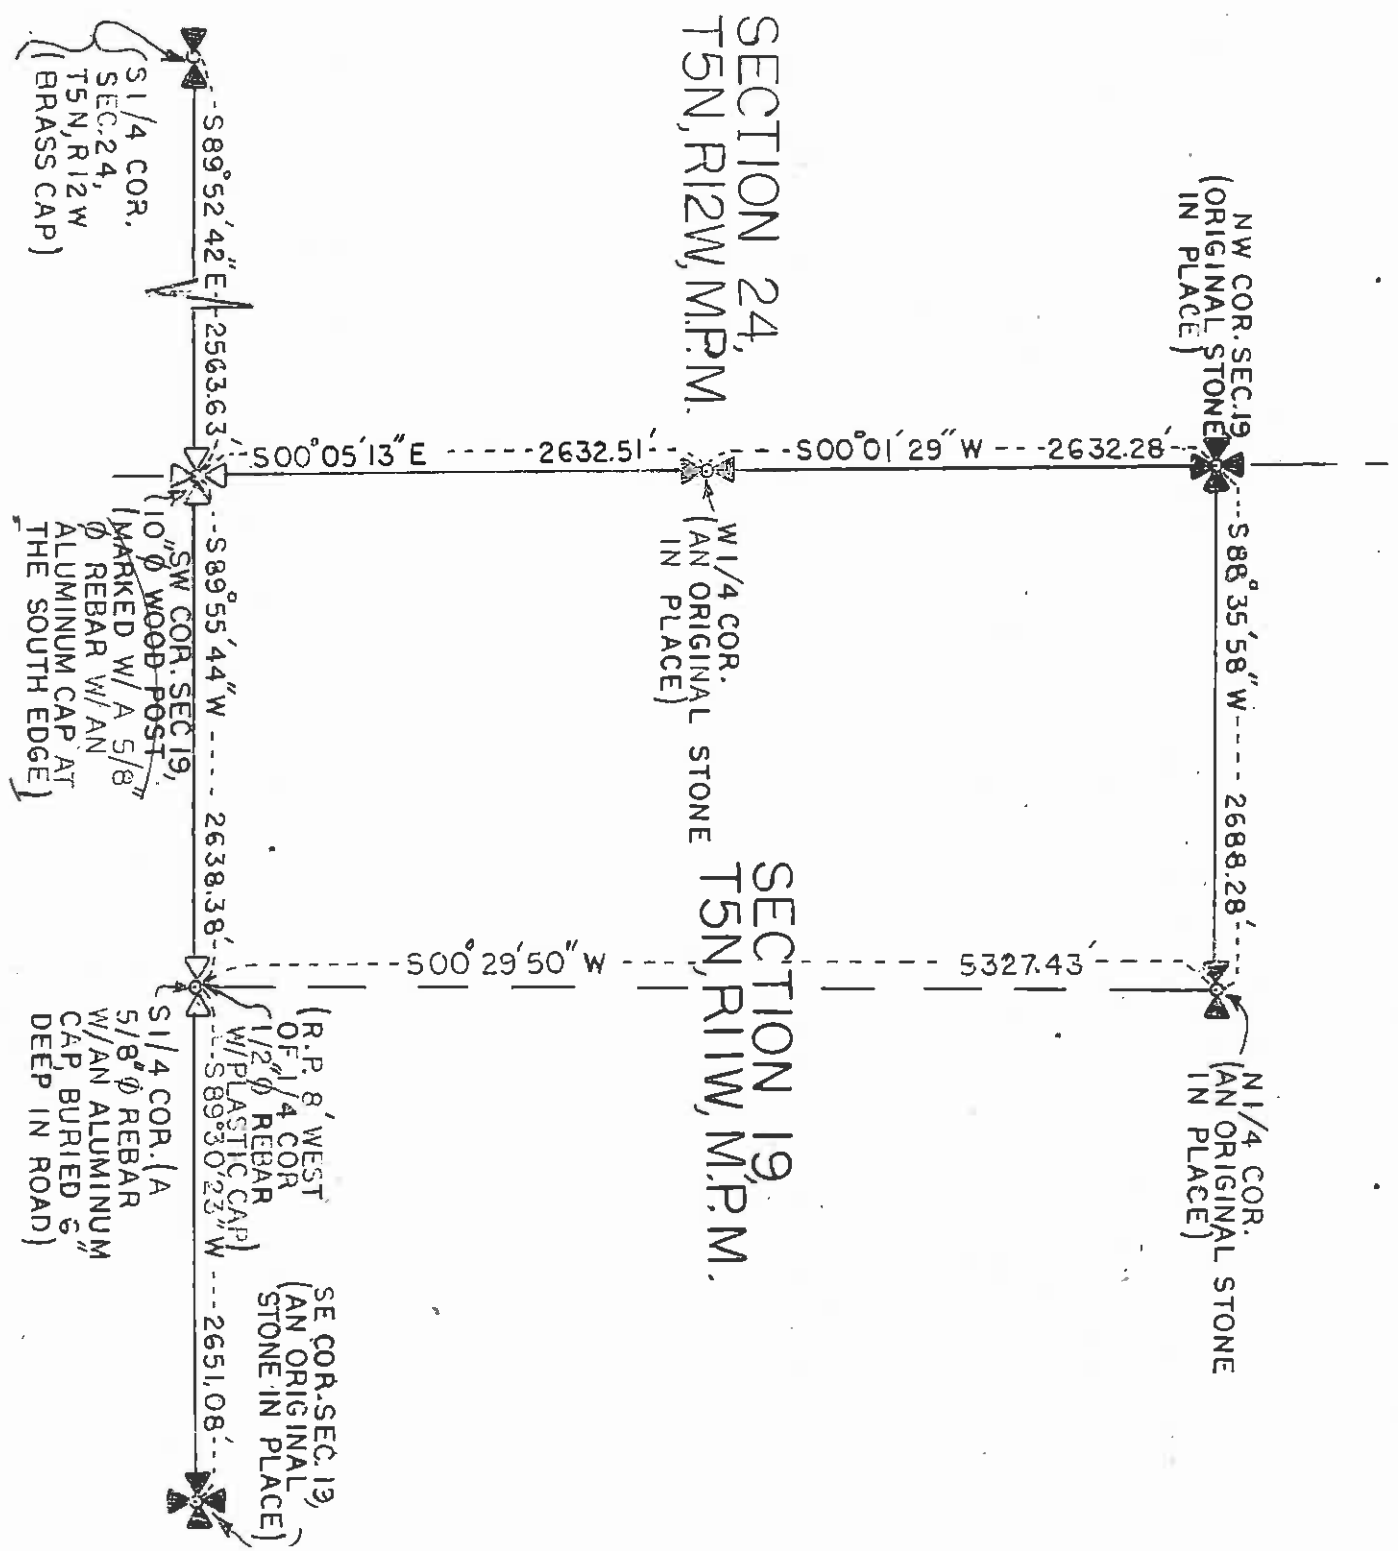 SECTION 24,
T5N, R12W, M.P.M.
NW COR. SEC. 19
(ORIGINAL STONE
IN PLACE)
S88°35'58"W 2688.28'
N 1/4 COR.
(AN ORIGINAL STONE
IN PLACE)
S00°01'29"W 2632.28'
W 1/4 COR.
(AN ORIGINAL STONE
IN PLACE)
SECTION 19
T5N, R11W, M.P.M.
S00°05'13"E 2632.51'
S00°29'50"W 5327.43'
S89°52'42"E 2563.63'
S 1/4 COR.
SEC. 24,
T5N, R12W
(BRASS CAP)
S89°55'44"W 2638.38'
SW COR. SEC 19,
10" Ø WOOD POST
(MARKED W/ A 5/8"
Ø REBAR W/ AN
ALUMINUM CAP AT
THE SOUTH EDGE)
(R.P. 8' WEST
OF 1/4 COR
1/2" Ø REBAR
W/PLASTIC CAP)
S89°30'23"W 2651.08'
S 1/4 COR. (A
5/8" Ø REBAR
W/AN ALUMINUM
CAP, BURIED 6"
DEEP IN ROAD)
SE COR. SEC. 19,
(AN ORIGINAL
STONE IN PLACE)